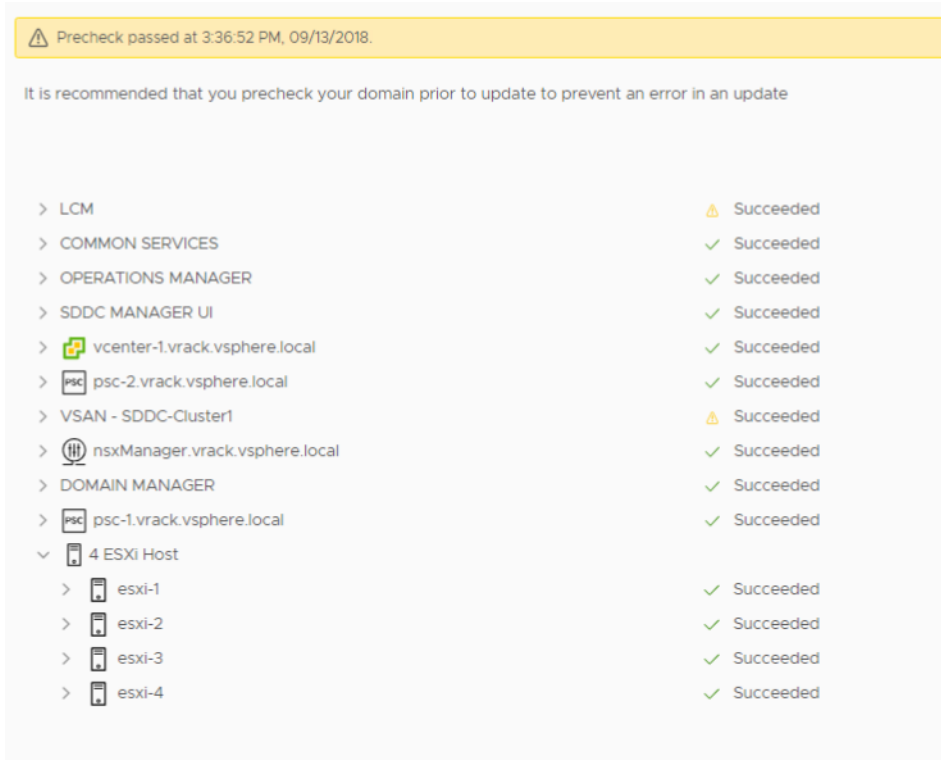 Precheck passed at 3:36:52 PM, 09/13/2018.
It is recommended that you precheck your domain prior to update to prevent an error in an update
LCM Succeeded
COMMON SERVICES Succeeded
OPERATIONS MANAGER Succeeded
SDDC MANAGER UI Succeeded
vcenter-1.vrack.vsphere.local Succeeded
PSC psc-2.vrack.vsphere.local Succeeded
VSAN - SDDC-Cluster1 Succeeded
nsxManager.vrack.vsphere.local Succeeded
DOMAIN MANAGER Succeeded
PSC psc-1.vrack.vsphere.local Succeeded
4 ESXi Host
esxi-1 Succeeded
esxi-2 Succeeded
esxi-3 Succeeded
esxi-4 Succeeded